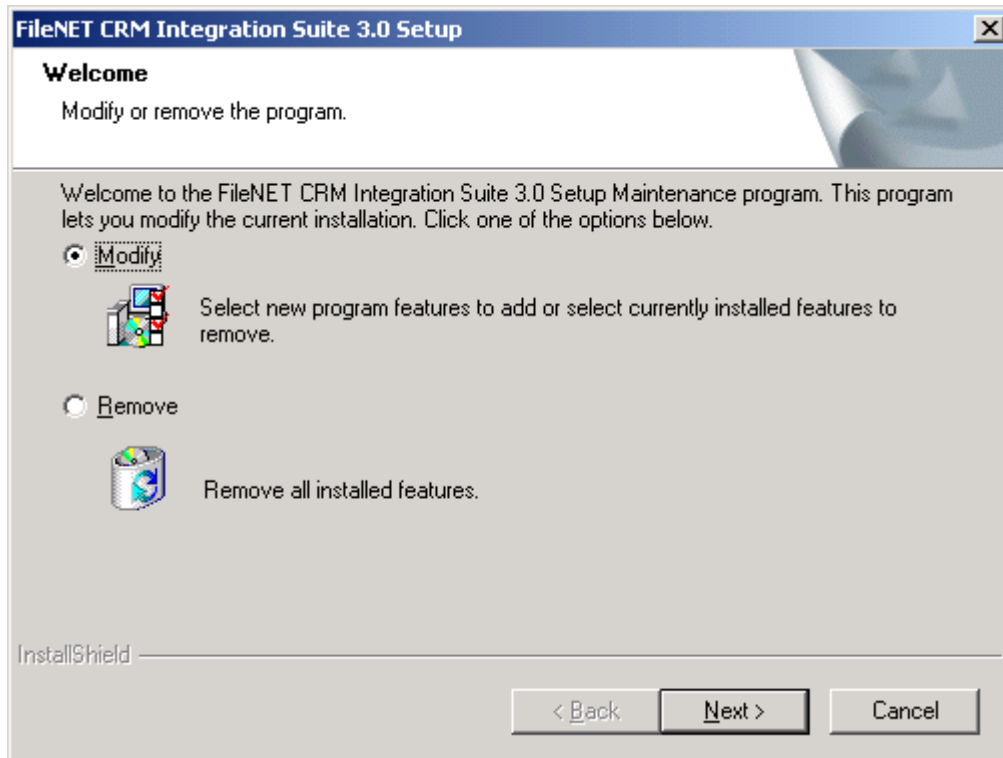 FileNET CRM Integration Suite 3.0 Setup
Welcome
Modify or remove the program.
Welcome to the FileNET CRM Integration Suite 3.0 Setup Maintenance program. This program
lets you modify the current installation. Click one of the options below.
Modify
Select new program features to add or select currently installed features to
remove.
Remove
Remove all installed features.
InstallShield
< Back Next > Cancel